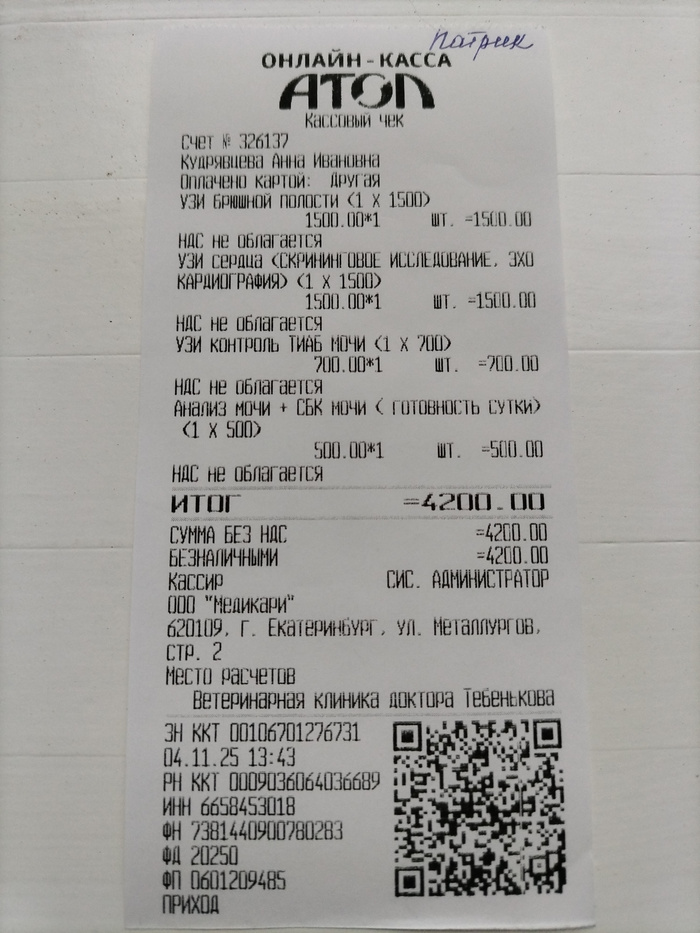 Патрик
ОНЛАЙН-КАССА
АТОЛ
Кассовый чек
Счет № 326137
Кудрявцева Анна Ивановна
Оплачено картой: Другая
УЗИ брюшной полости (1 X 1500)
1500.00*1 шт. =1500.00
НДС не облагается
УЗИ сердца (СКРИНИНГОВОЕ ИССЛЕДОВАНИЕ, ЭХО
КАРДИОГРАФИЯ) (1 X 1500)
1500.00*1 шт. =1500.00
НДС не облагается
УЗИ контроль ТИАБ МОЧИ (1 X 700)
700.00*1 шт. =700.00
НДС не облагается
Анализ мочи + СБК мочи ( готовность сутки)
(1 X 500)
500.00*1 шт. =500.00
НДС не облагается
ИТОГ =4200.00
СУММА БЕЗ НДС =4200.00
БЕЗНАЛИЧНЫМИ =4200.00
Кассир СИС. АДМИНИСТРАТОР
ООО "Медикари"
620109, г. Екатеринбург, ул. Металлургов,
стр. 2
Место расчетов
Ветеринарная клиника доктора Тебенькова
ЗН ККТ 00106701276731
04.11.25 13:43
РН ККТ 0009036064036689
ИНН 6658453018
ФН 7381440900780283
ФД 20250
ФП 0601209485
ПРИХОД